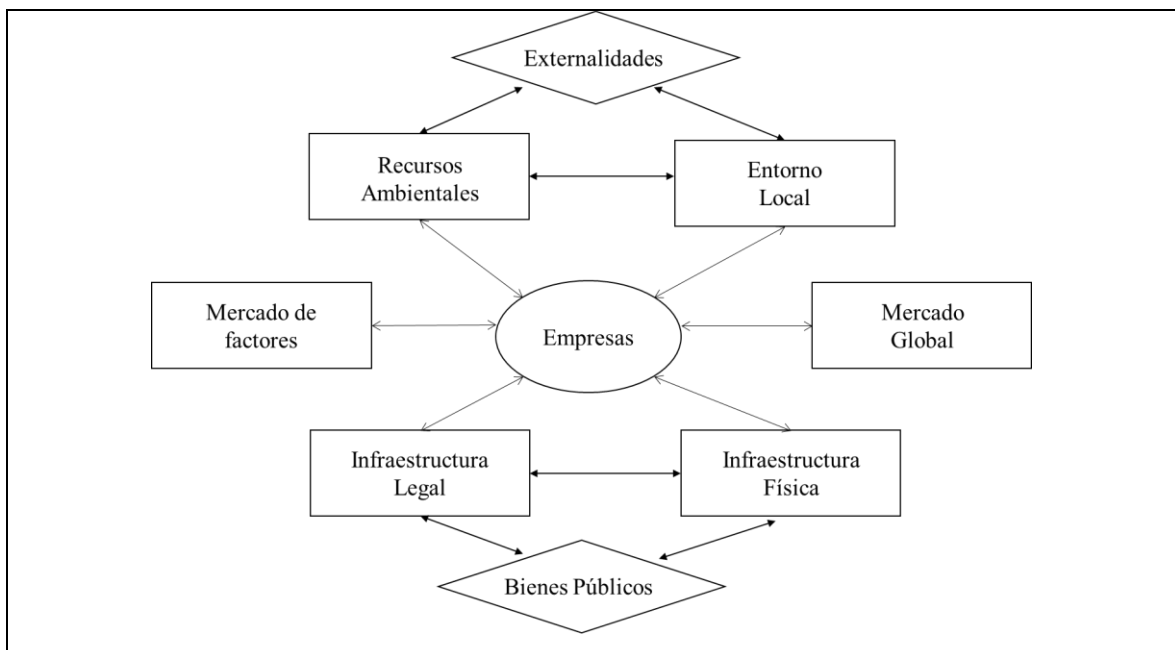 Externalidades
Recursos
Ambientales
Entorno
Local
Mercado de
factores
Empresas
Mercado
Global
Infraestructura
Legal
Infraestructura
Física
Bienes Públicos